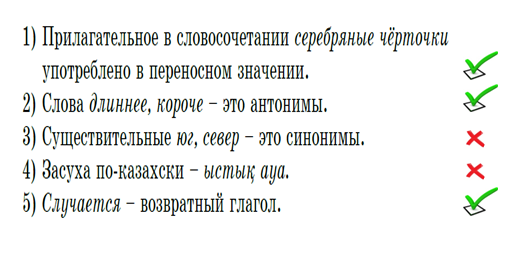 1) Прилагательное в словосочетании серебряные чёрточки
употреблено в переносном значении.
2) Слова длиннее, короче – это антонимы.
3) Существительные юг, север – это синонимы.
4) Засуха по-казахски – ыстық ауа.
5) Случается – возвратный глагол.